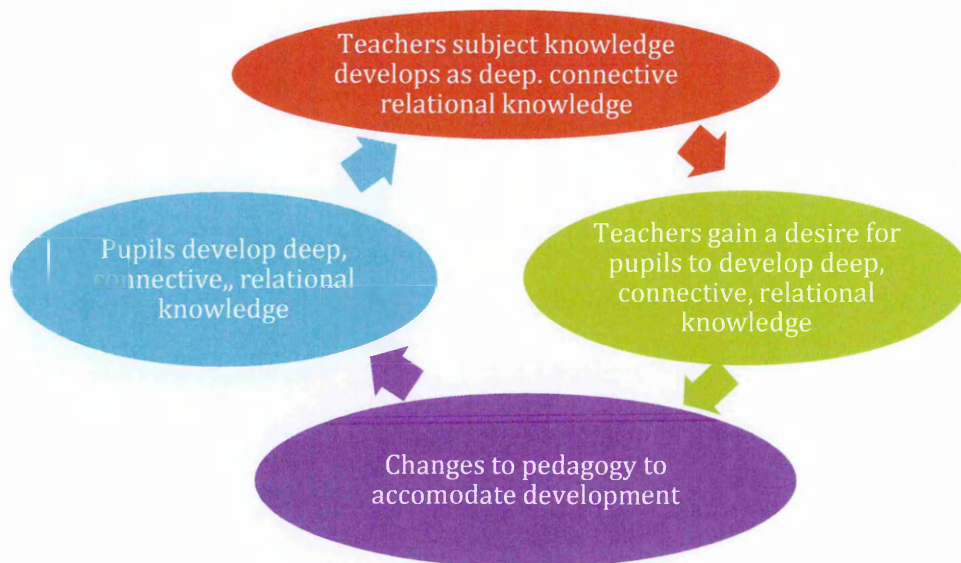 Teachers subject knowledge
develops as deep. connective
relational knowledge
Teachers gain a desire for
pupils to develop deep,
connective, relational
knowledge
Changes to pedagogy to
accomodate development
Pupils develop deep,
connective,, relational
knowledge